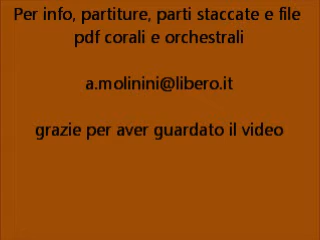 Per info, partiture, parti staccate e file
pdf corali e orchestrali
a.molinini@libero.it
grazie per aver guardato il video